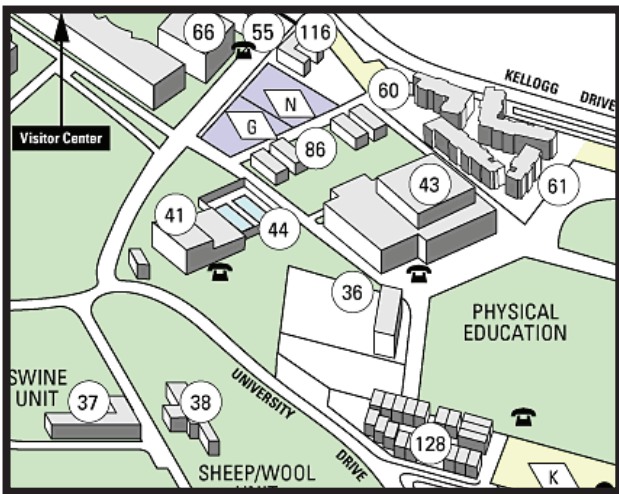 66
55
116
60
KELLOGG DRIVE
N
G
Visitor Center
86
43
61
41
44
36
PHYSICAL
EDUCATION
SWINE
UNIT
37
38
UNIVERSITY
DRIVE
128
K
SHEEP/WOOL